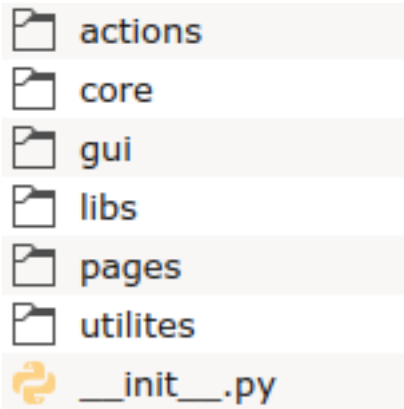 actions
core
gui
libs
pages
utilites
__init__.py